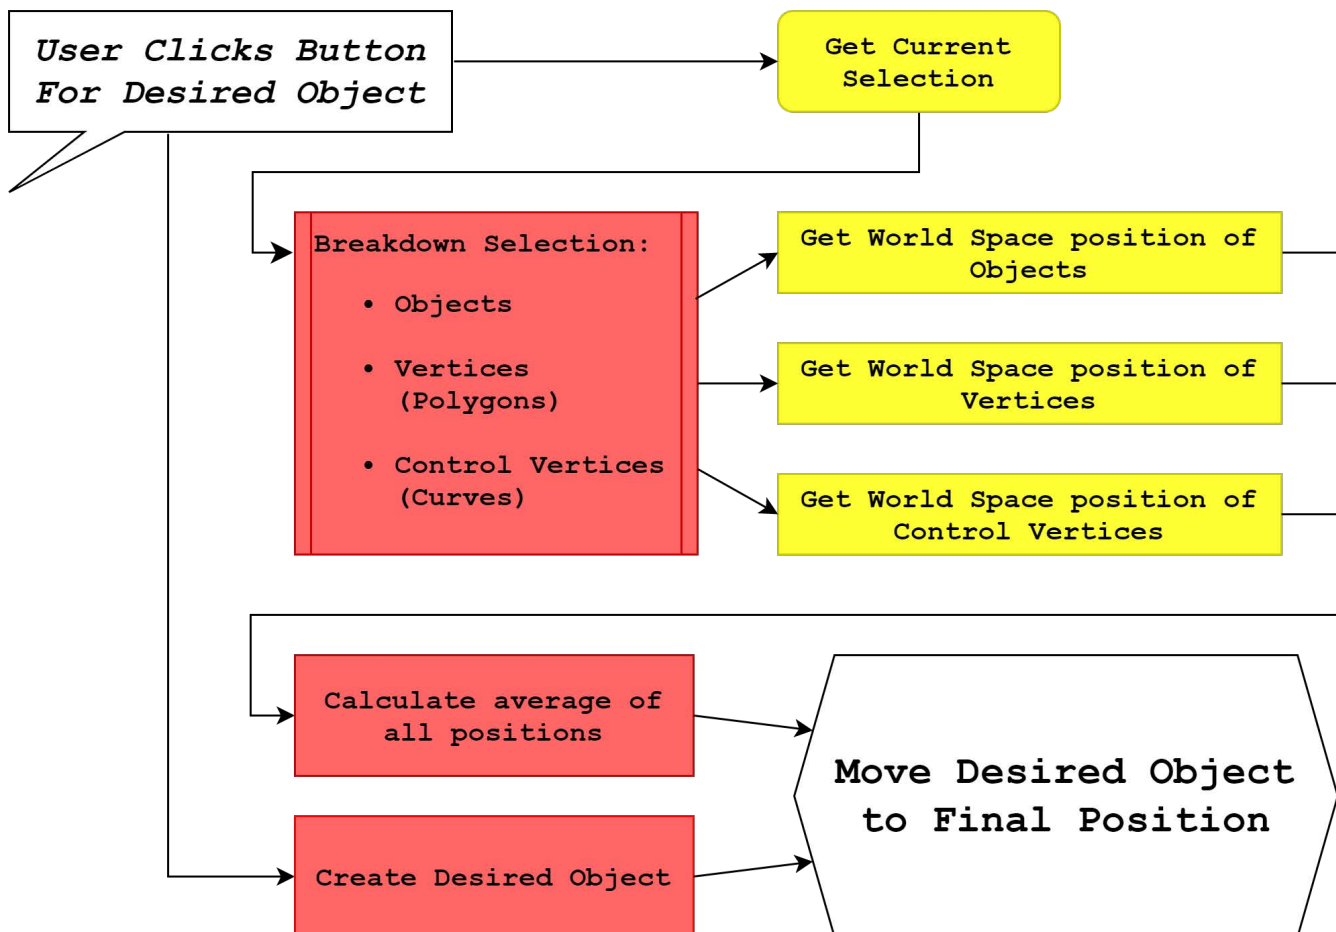 User Clicks Button
For Desired Object
Get Current
Selection
Breakdown Selection:
• Objects
• Vertices
(Polygons)
• Control Vertices
(Curves)
Get World Space position of
Objects
Get World Space position of
Vertices
Get World Space position of
Control Vertices
Calculate average of
all positions
Create Desired Object
Move Desired Object
to Final Position